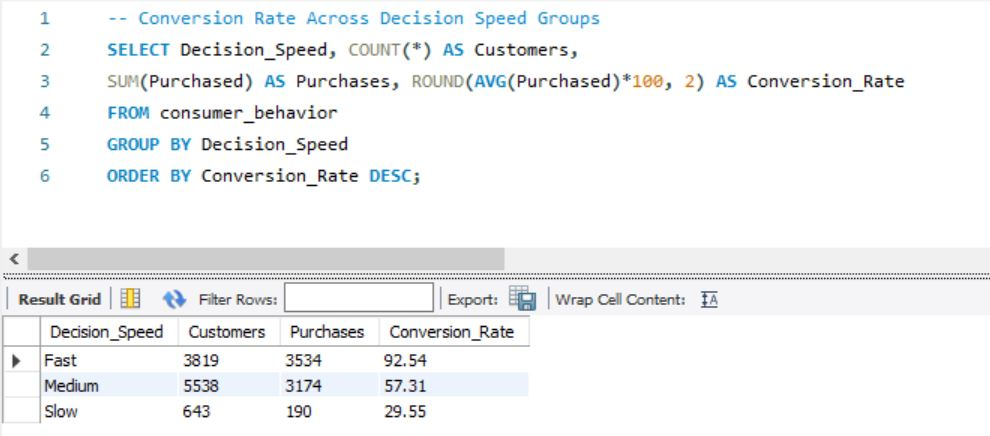 1 -- Conversion Rate Across Decision Speed Groups
2 SELECT Decision_Speed, COUNT(*) AS Customers,
3 SUM(Purchased) AS Purchases, ROUND(AVG(Purchased)*100, 2) AS Conversion_Rate
4 FROM consumer_behavior
5 GROUP BY Decision_Speed
6 ORDER BY Conversion_Rate DESC;
Result Grid Filter Rows: Export: Wrap Cell Content: IA
Decision_Speed Customers Purchases Conversion_Rate
Fast 3819 3534 92.54
Medium 5538 3174 57.31
Slow 643 190 29.55